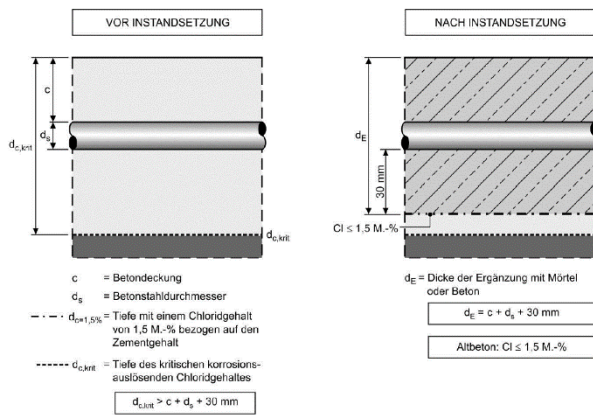 VOR INSTANDSETZUNG
c
d_s
d_c,krit
d_c,krit
c = Betondeckung
d_s = Betonstahldurchmesser
d_c=1,5% = Tiefe mit einem Chloridgehalt
von 1,5 M.-% bezogen auf den
Zementgehalt
d_c,krit = Tiefe des kritischen korrosions-
auslösenden Chloridgehaltes
d_c,krit > c + d_s + 30 mm
NACH INSTANDSETZUNG
d_E
30 mm
Cl ≤ 1,5 M.-%
d_E = Dicke der Ergänzung mit Mörtel
oder Beton
d_E = c + d_s + 30 mm
Altbeton: Cl ≤ 1,5 M.-%